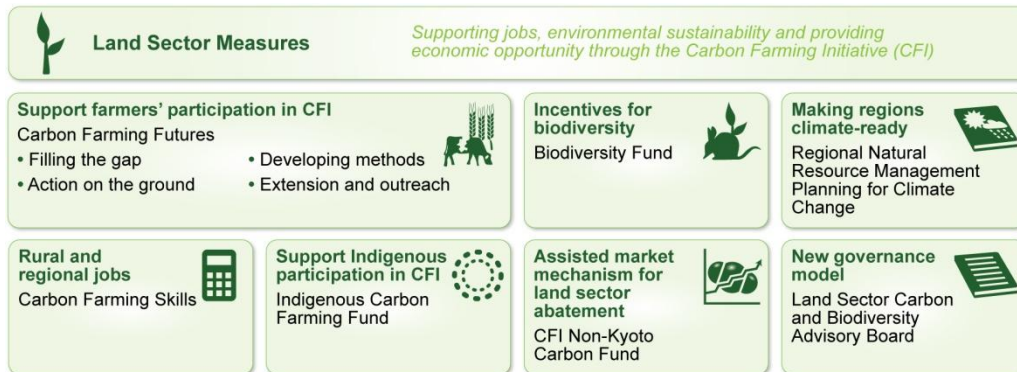 Land Sector Measures
Supporting jobs, environmental sustainability and providing
economic opportunity through the Carbon Farming Initiative (CFI)
Support farmers' participation in CFI
Carbon Farming Futures
• Filling the gap
• Developing methods
• Action on the ground
• Extension and outreach
Incentives for
biodiversity
Biodiversity Fund
Making regions
climate-ready
Regional Natural
Resource Management
Planning for Climate
Change
Rural and
regional jobs
Carbon Farming Skills
Support Indigenous
participation in CFI
Indigenous Carbon
Farming Fund
Assisted market
mechanism for
land sector
abatement
CFI Non-Kyoto
Carbon Fund
New governance
model
Land Sector Carbon
and Biodiversity
Advisory Board